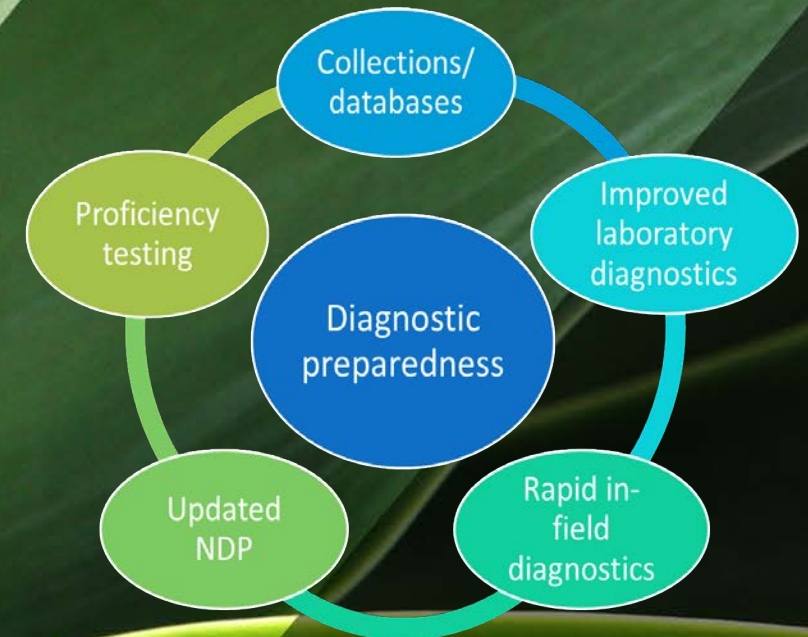 Collections/
databases
Improved
laboratory
diagnostics
Rapid in-
field
diagnostics
Updated
NDP
Proficiency
testing
Diagnostic
preparedness